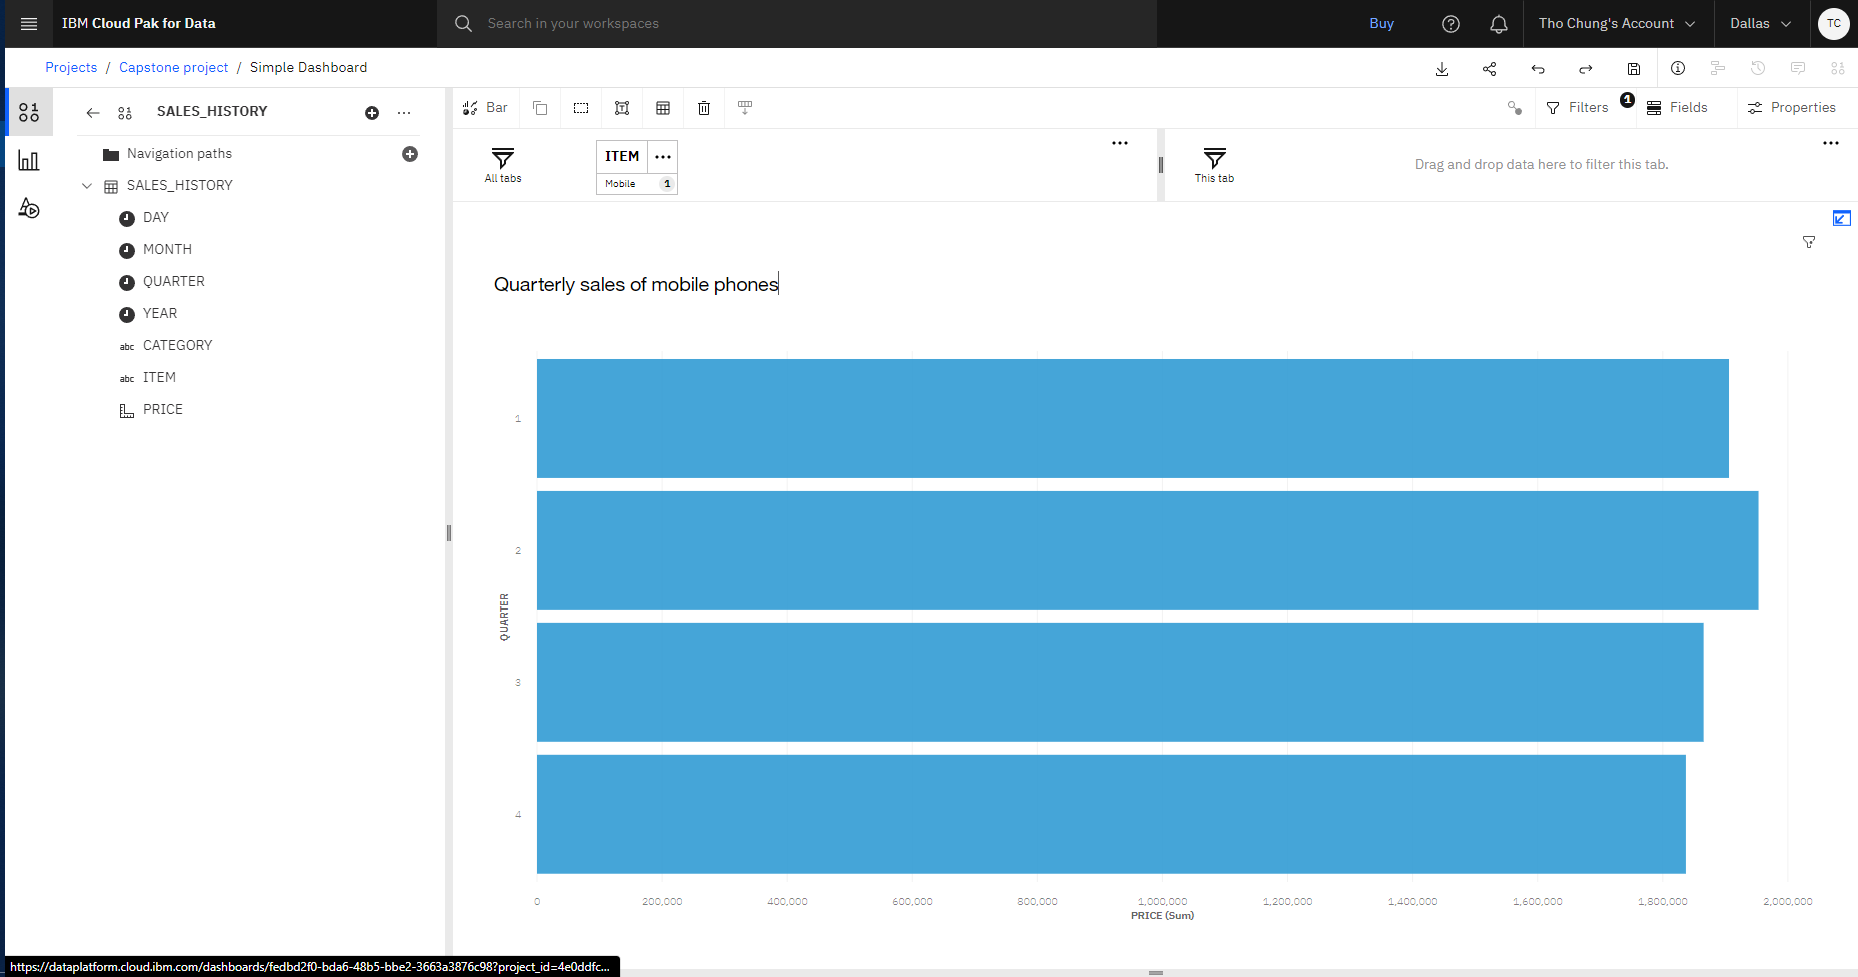 IBM Cloud Pak for Data
Search in your workspaces
Buy
Tho Chung's Account
Dallas
TC
Projects / Capstone project / Simple Dashboard
SALES_HISTORY
Bar
Filters
1
Fields
Properties
Navigation paths
SALES_HISTORY
DAY
MONTH
QUARTER
YEAR
abc CATEGORY
abc ITEM
PRICE
All tabs
ITEM
Mobile 1
This tab
Drag and drop data here to filter this tab.
Quarterly sales of mobile phones
QUARTER
1
2
3
4
0 200,000 400,000 600,000 800,000 1,000,000 1,200,000 1,400,000 1,600,000 1,800,000 2,000,000
PRICE (Sum)
https://dataplatform.cloud.ibm.com/dashboards/fedbd2f0-bda6-48b5-bbe2-3663a3876c98?project_id=4e0ddfc...